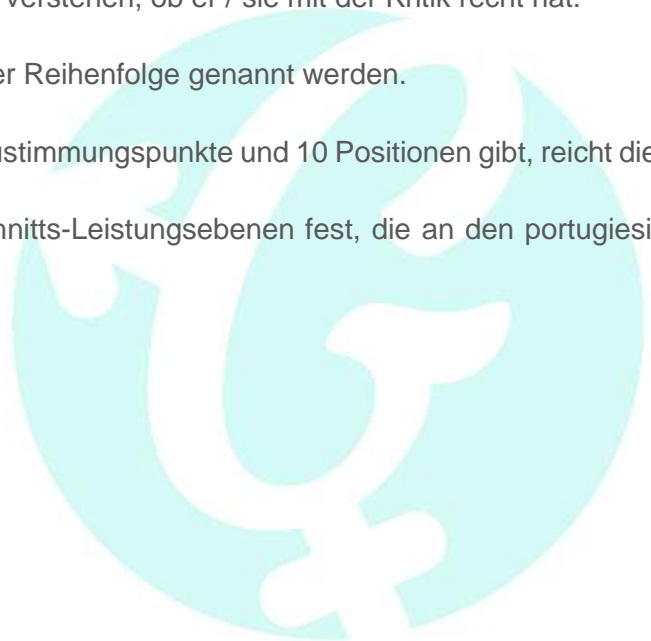 verstehen, ob er / sie mit der Kritik recht hat.
er Reihenfolge genannt werden.
ustimmungspunkte und 10 Positionen gibt, reicht die
nitts-Leistungsebenen fest, die an den portugiesi